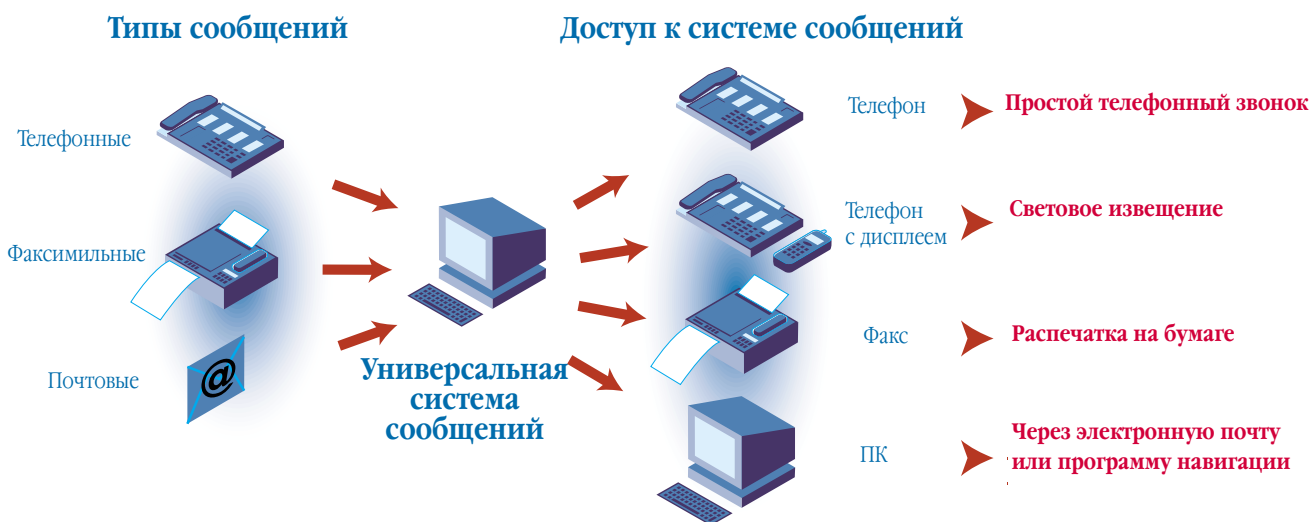 Типы сообщений
Доступ к системе сообщений
Телефонные
Факсимильные
Почтовые
@
Универсальная
система
сообщений
Телефон
Простой телефонный звонок
Телефон
с дисплеем
Световое извещение
Факс
Распечатка на бумаге
ПК
Через электронную почту
или программу навигации